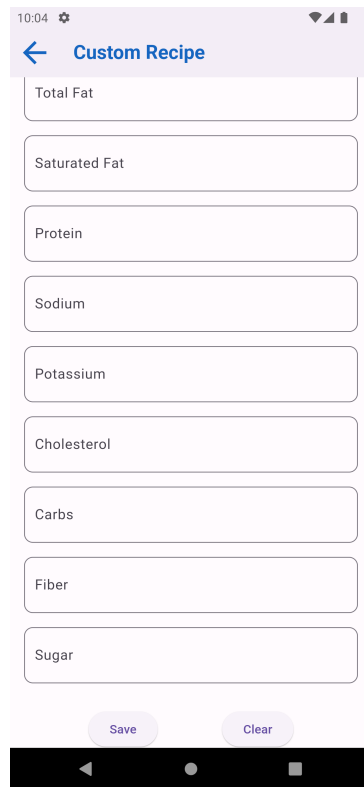 10:04
Custom Recipe
Total Fat
Saturated Fat
Protein
Sodium
Potassium
Cholesterol
Carbs
Fiber
Sugar
Save Clear